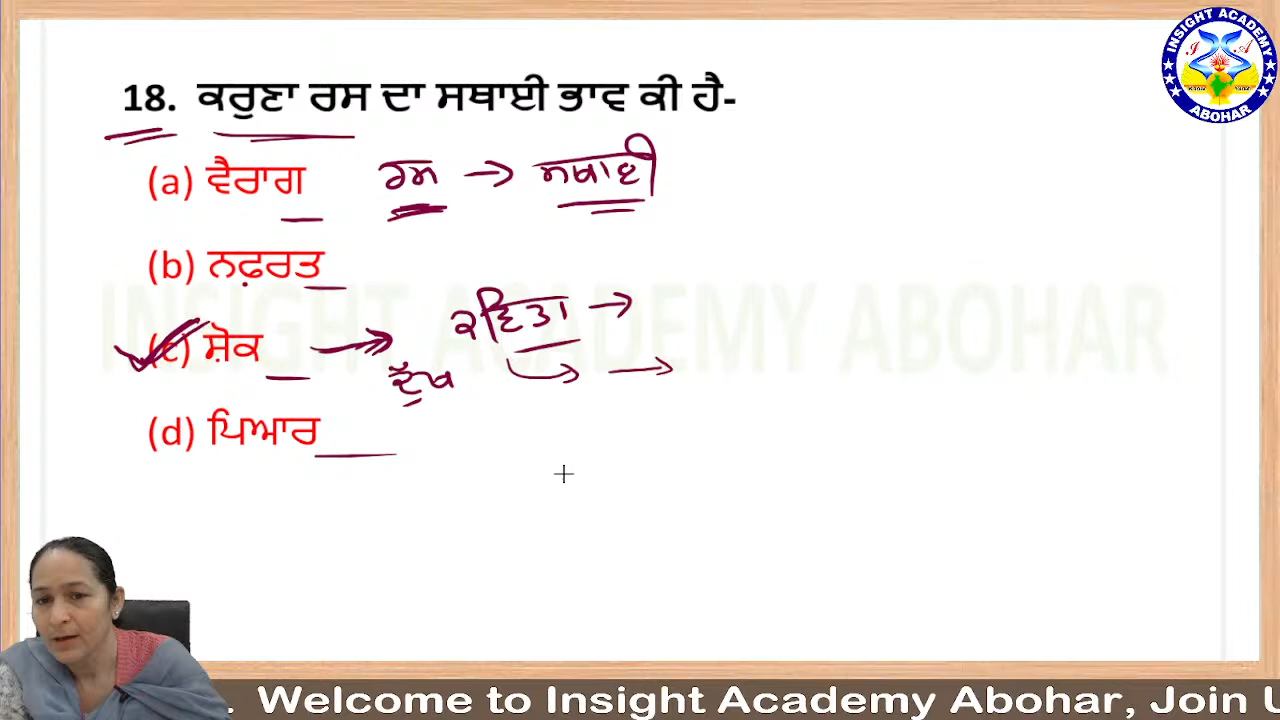 18. ਕਰੁਣਾ ਰਸ ਦਾ ਸਥਾਈ ਭਾਵ ਕੀ ਹੈ-
(a) ਵੈਰਾਗ
ਰਸ → ਸਥਾਈ
(b) ਨਫ਼ਰਤ
ਕਵਿਤਾ →
(c) ਸ਼ੋਕ →
ਦੁੱਖ
(d) ਪਿਆਰ
INSIGHT ACADEMY ABOHAR
INSIGHT ACADEMY
I A
ABOHAR
. Welcome to Insight Academy Abohar, Join U